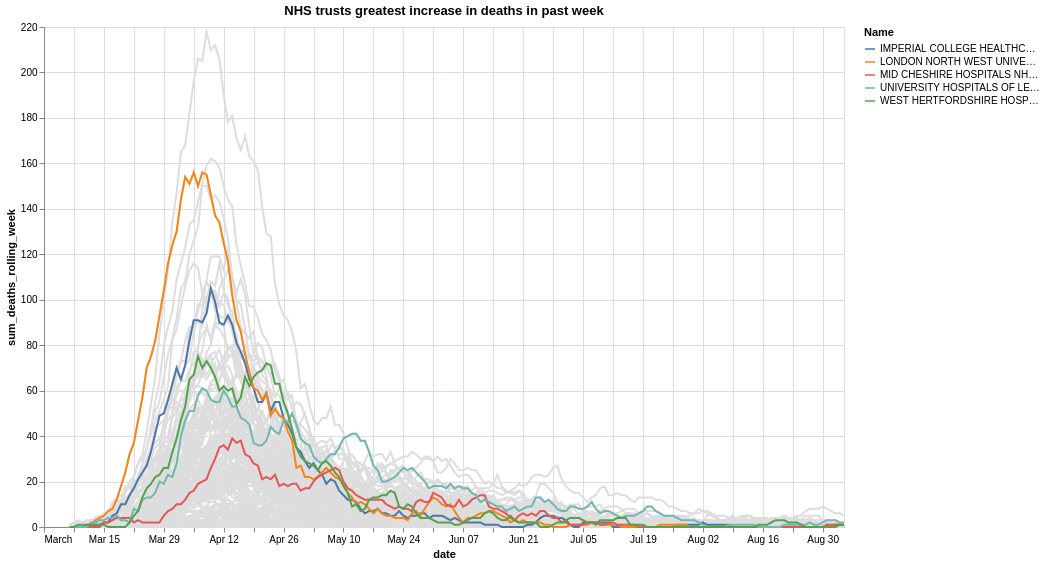 NHS trusts greatest increase in deaths in past week
Name
IMPERIAL COLLEGE HEALTHC…
LONDON NORTH WEST UNIVE…
MID CHESHIRE HOSPITALS NH…
UNIVERSITY HOSPITALS OF LE…
WEST HERTFORDSHIRE HOSP…
sum_deaths_rolling_week
220
200
180
160
140
120
100
80
60
40
20
0
March Mar 15 Mar 29 Apr 12 Apr 26 May 10 May 24 Jun 07 Jun 21 Jul 05 Jul 19 Aug 02 Aug 16 Aug 30
date